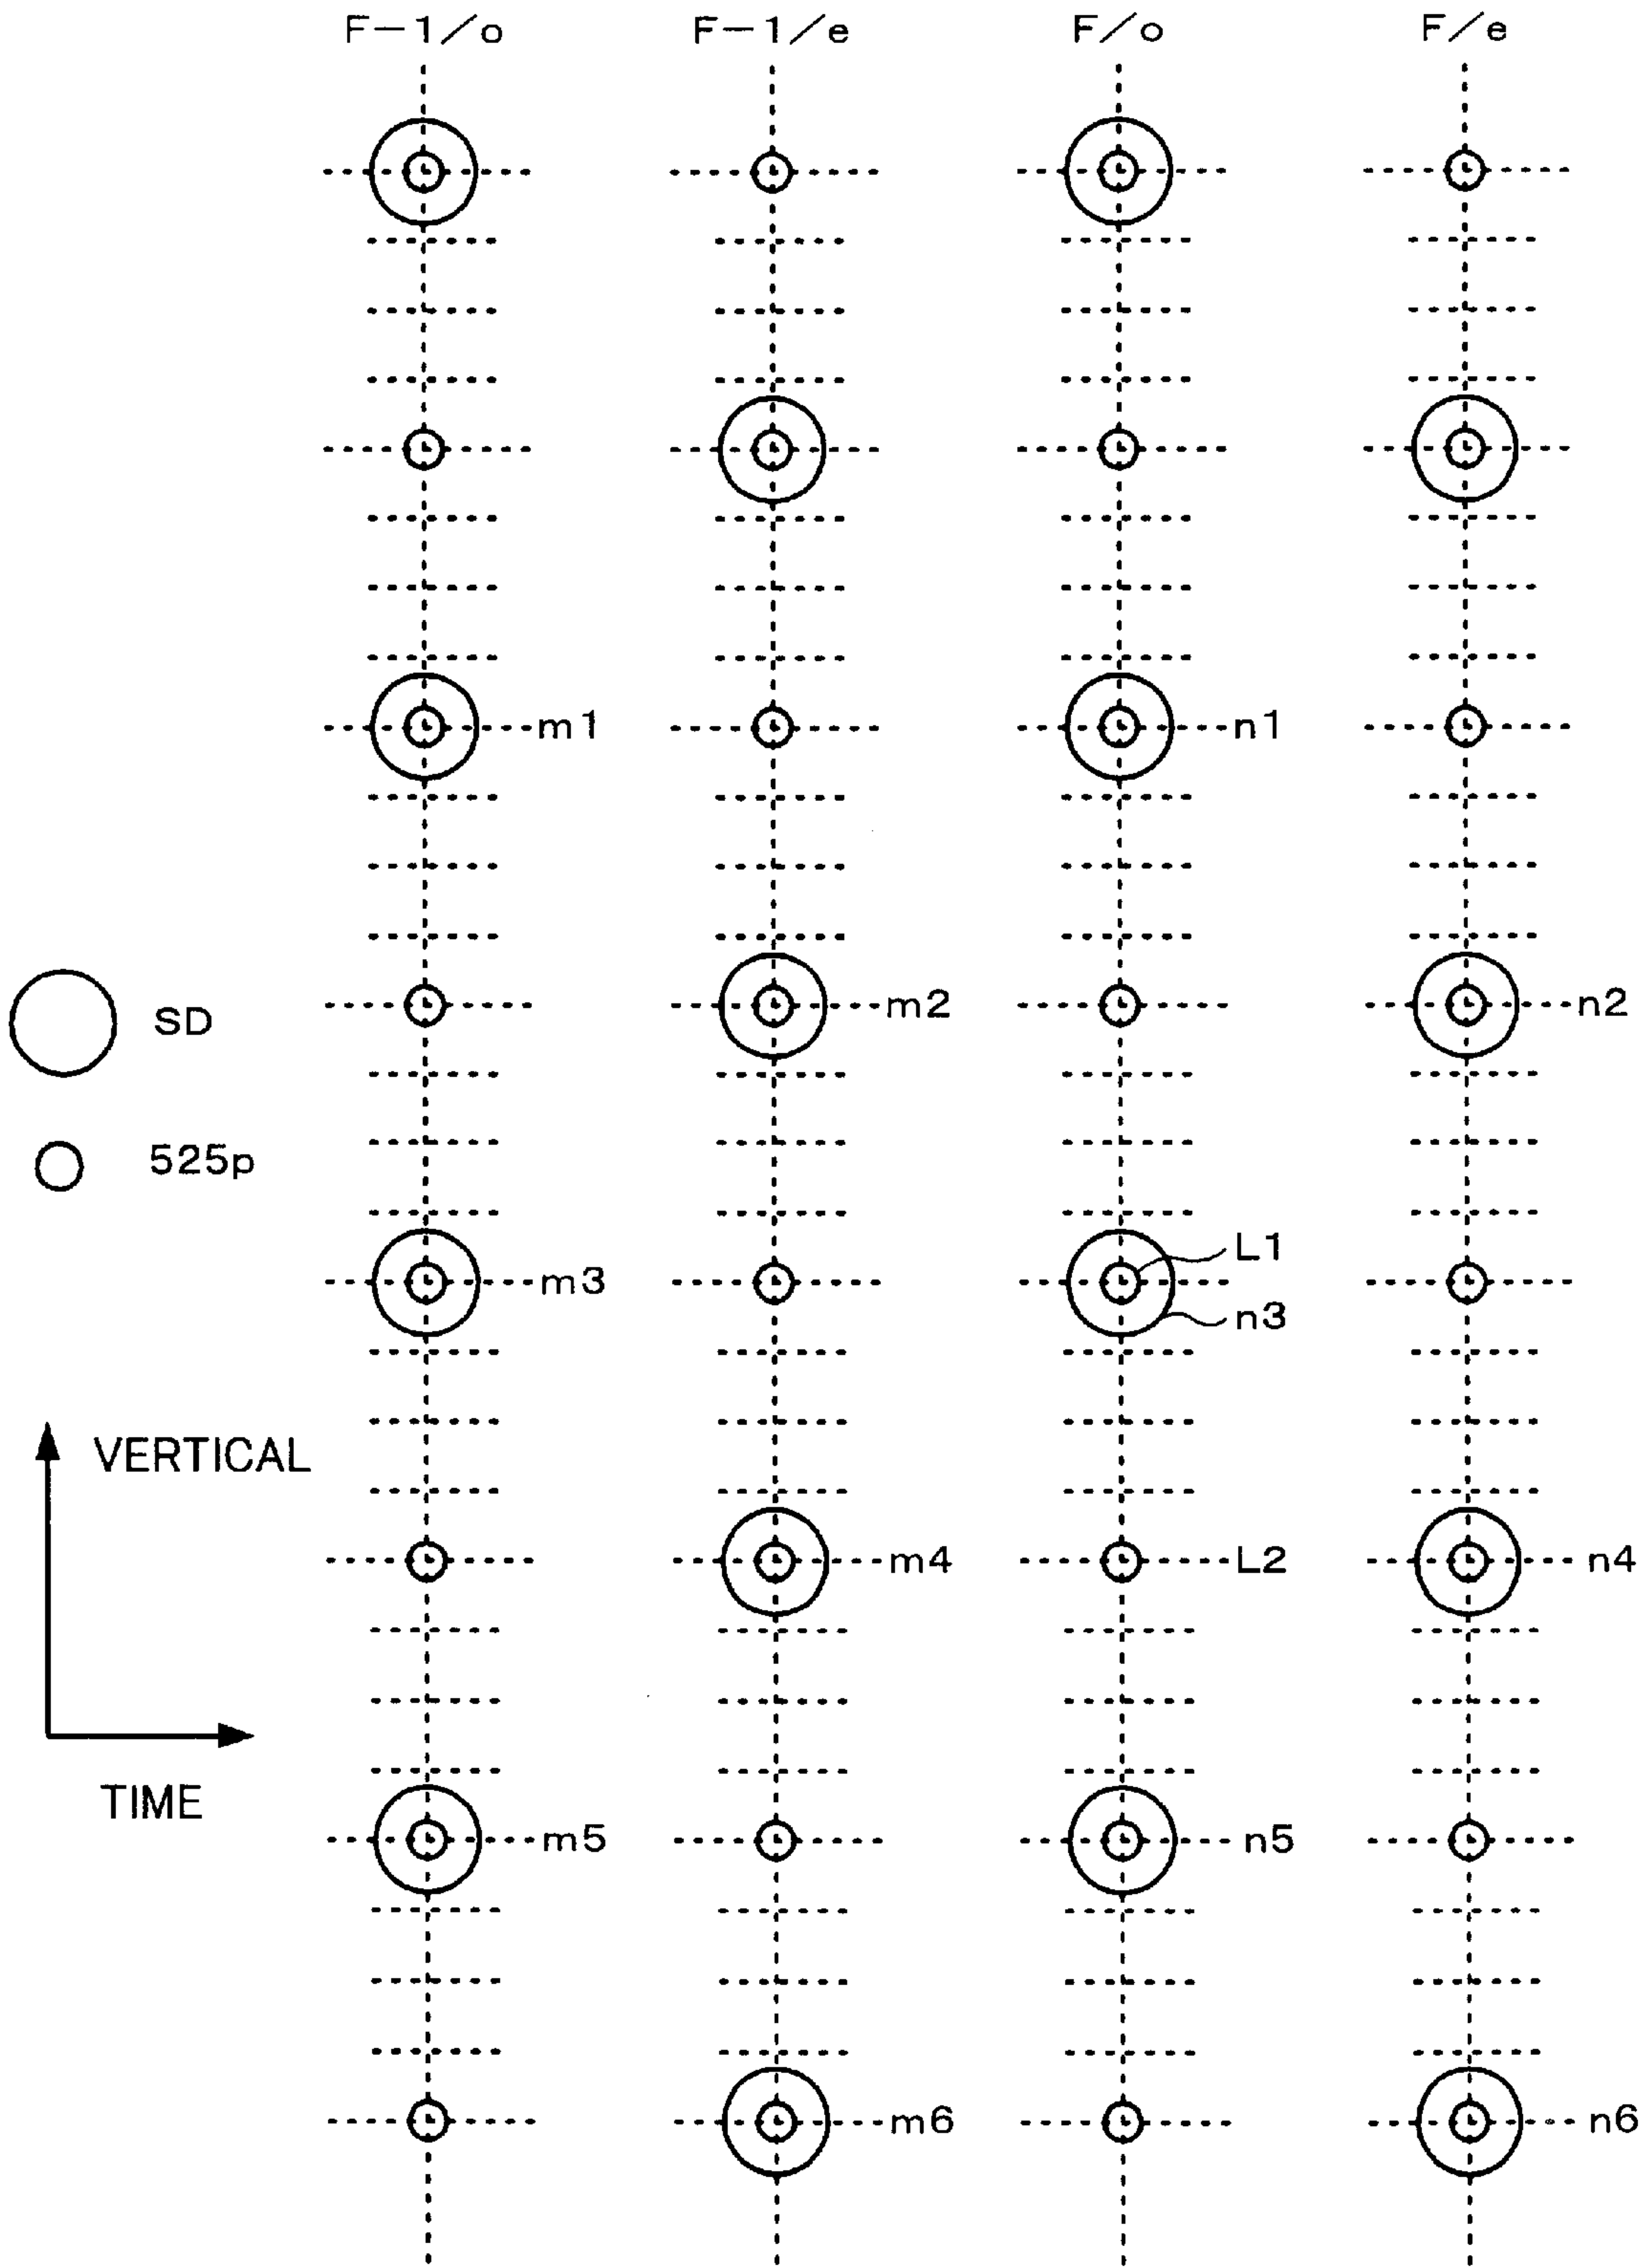 F-1/o F-1/e F/o F/e
m1 n1
SD
m2 n2
525p
L1
m3
n3
VERTICAL
m4 L2 n4
TIME
m5 n5
m6 n6